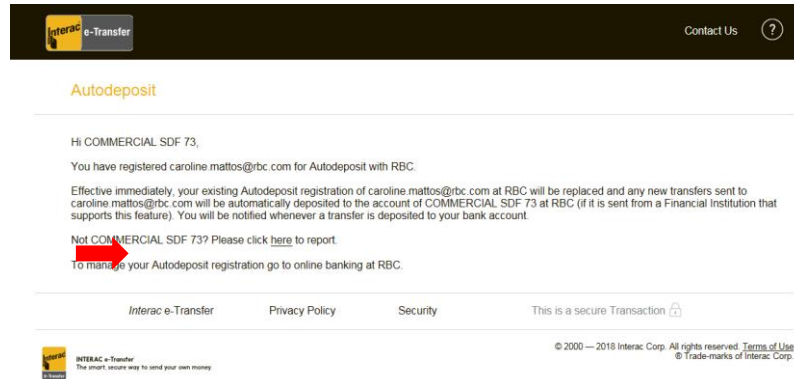 Interac e-Transfer
Contact Us ?
Autodeposit
Hi COMMERCIAL SDF 73,
You have registered caroline.mattos@rbc.com for Autodeposit with RBC.
Effective immediately, your existing Autodeposit registration of caroline.mattos@rbc.com at RBC will be replaced and any new transfers sent to
caroline.mattos@rbc.com will be automatically deposited to the account of COMMERCIAL SDF 73 at RBC (if it is sent from a Financial Institution that
supports this feature). You will be notified whenever a transfer is deposited to your bank account.
Not COMMERCIAL SDF 73? Please click here to report.
To manage your Autodeposit registration go to online banking at RBC.
Interac e-Transfer Privacy Policy Security This is a secure Transaction
© 2000 — 2018 Interac Corp. All rights reserved. Terms of Use
® Trade-marks of Interac Corp.
Interac e-Transfer
INTERAC e-Transfer
The smart, secure way to send your own money.